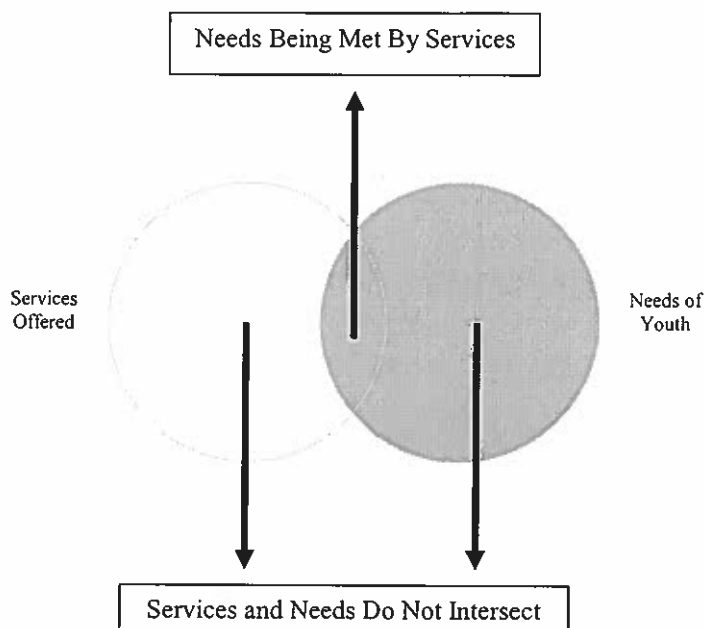 Needs Being Met By Services
Services
Offered
Needs of
Youth
Services and Needs Do Not Intersect